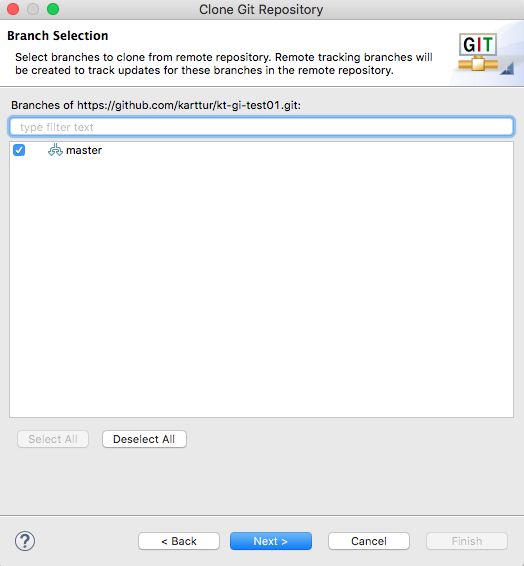 Clone Git Repository
Branch Selection
GIT
Select branches to clone from remote repository. Remote tracking branches will
be created to track updates for these branches in the remote repository.
Branches of https://github.com/karttur/kt-gi-test01.git:
type filter text
master
Select All
Deselect All
?
< Back
Next >
Cancel
Finish